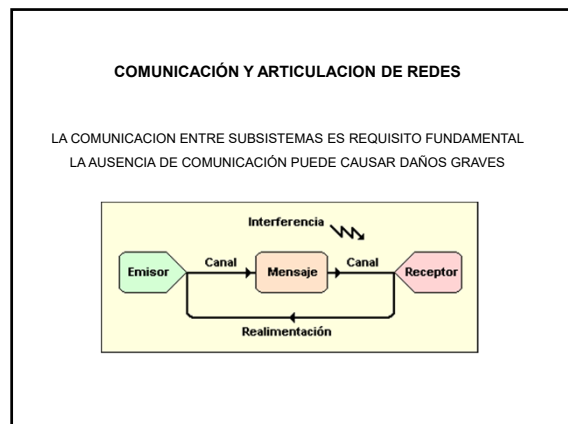 COMUNICACIÓN Y ARTICULACION DE REDES
LA COMUNICACION ENTRE SUBSISTEMAS ES REQUISITO FUNDAMENTAL
LA AUSENCIA DE COMUNICACIÓN PUEDE CAUSAR DAÑOS GRAVES
Interferencia
Canal
Canal
Emisor
Mensaje
Receptor
Realimentación